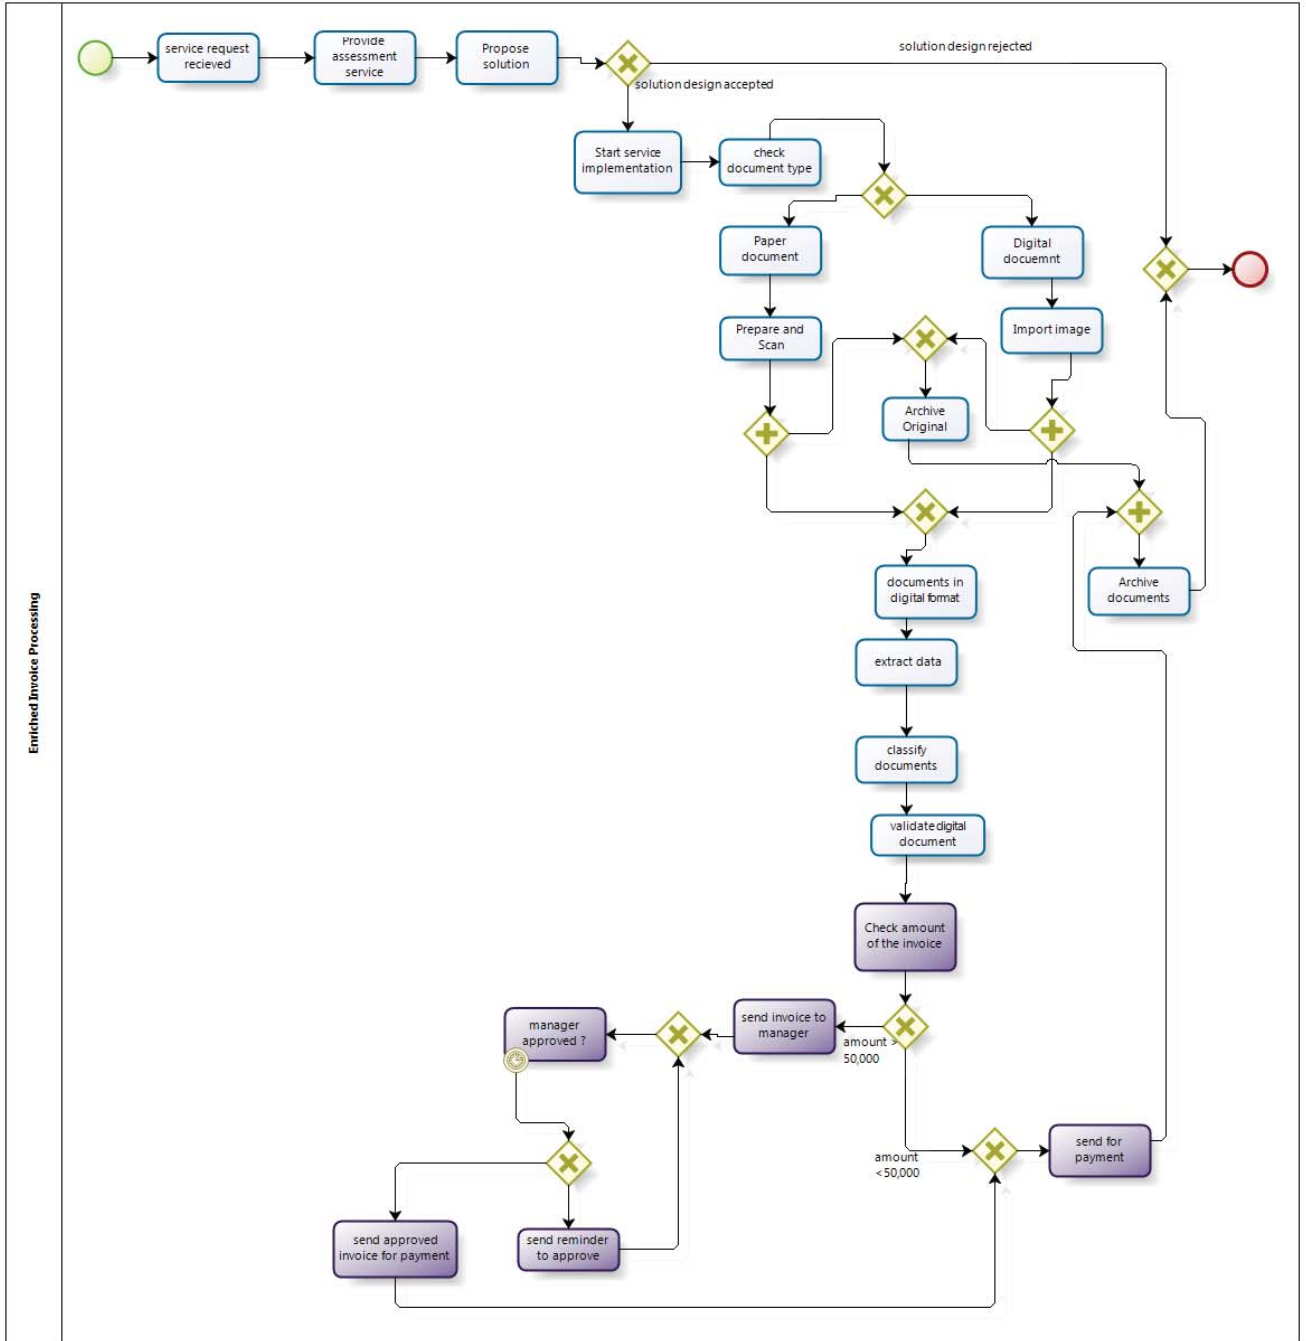 Enriched Invoice Processing
service request
recieved
Provide
assessment
service
Propose
solution
solution design rejected
solution design accepted
Start service
implementation
check
document type
Paper
document
Digital
docuemnt
Prepare and
Scan
Import image
Archive
Original
documents in
digital format
Archive
documents
extract data
classify
documents
validate digital
document
Check amount
of the invoice
manager
approved ?
send invoice to
manager
amount >
50,000
amount
<50,000
send for
payment
send approved
invoice for payment
send reminder
to approve